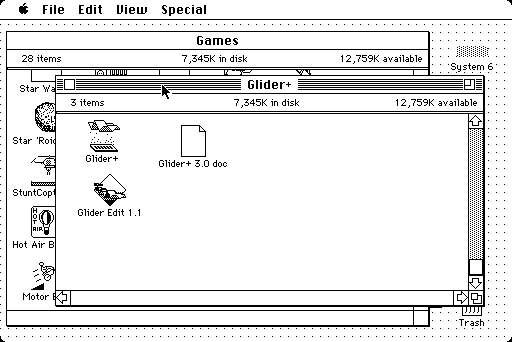 File Edit View Special
Games
28 items 7,345K in disk 12,759K available
System 6
Star Wa
Glider+
3 items 7,345K in disk 12,759K available
Star 'Roid
Glider+
Glider+ 3.0 doc
StuntCopt
Glider Edit 1.1
HOT AIR
Hot Air B
Motor
Trash